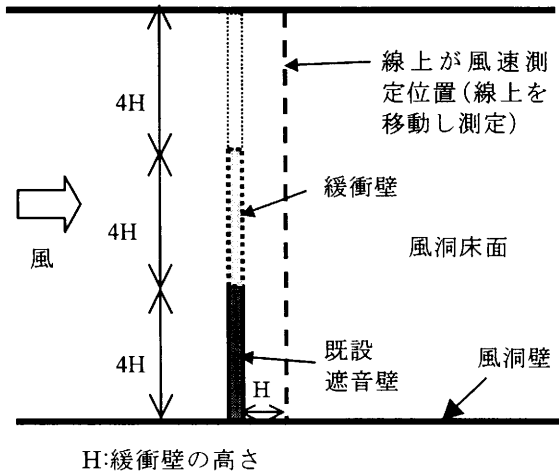 線上が風速測
定位置(線上を
移動し測定)
4H
緩衝壁
4H
風
風洞床面
4H
既設
遮音壁
H
風洞壁
H:緩衝壁の高さ